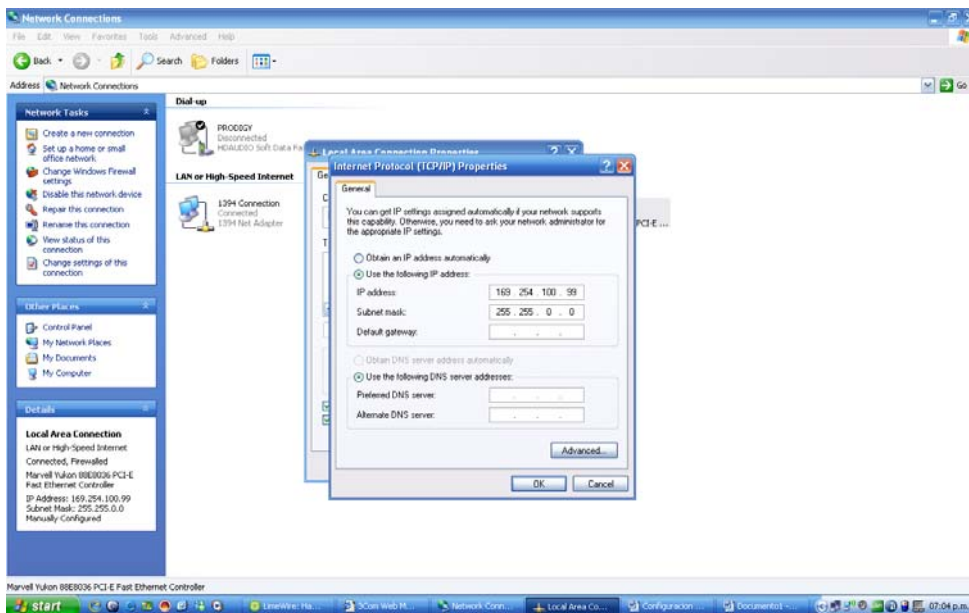 Network Connections
File Edit View Favorites Tools Advanced Help
Back Search Folders
Address Network Connections Go
Network Tasks
Create a new connection
Set up a home or small
office network
Change Windows Firewall
settings
Disable this network device
Repair this connection
Rename this connection
View status of this
connection
Change settings of this
connection
Other Places
Control Panel
My Network Places
My Documents
My Computer
Details
Local Area Connection
LAN or High-Speed Internet
Connected, Firewalled
Marvell Yukon 88E8036 PCI-E
Fast Ethernet Controller
IP Address: 169.254.100.99
Subnet Mask: 255.255.0.0
Manually Configured
Dial-up
PRODIGY
Disconnected
HDAUDIO Soft Data Fa
LAN or High-Speed Internet
1394 Connection
Connected
1394 Net Adapter
PCI-E ...
Local Area Connection Properties
Ge
Internet Protocol (TCP/IP) Properties
General
You can get IP settings assigned automatically if your network supports
this capability. Otherwise, you need to ask your network administrator for
the appropriate IP settings.
Obtain an IP address automatically
Use the following IP address:
IP address: 169 . 254 . 100 . 99
Subnet mask: 255 . 255 . 0 . 0
Default gateway: . . .
Obtain DNS server address automatically
Use the following DNS server addresses:
Preferred DNS server: . . .
Alternate DNS server: . . .
Advanced...
OK Cancel
Marvell Yukon 88E8036 PCI-E Fast Ethernet Controller
start LimeWire: Ha... 3Com Web M... Network Conn... Local Area Co... Configuracion ... Documento1 -... 07:04 p.m.